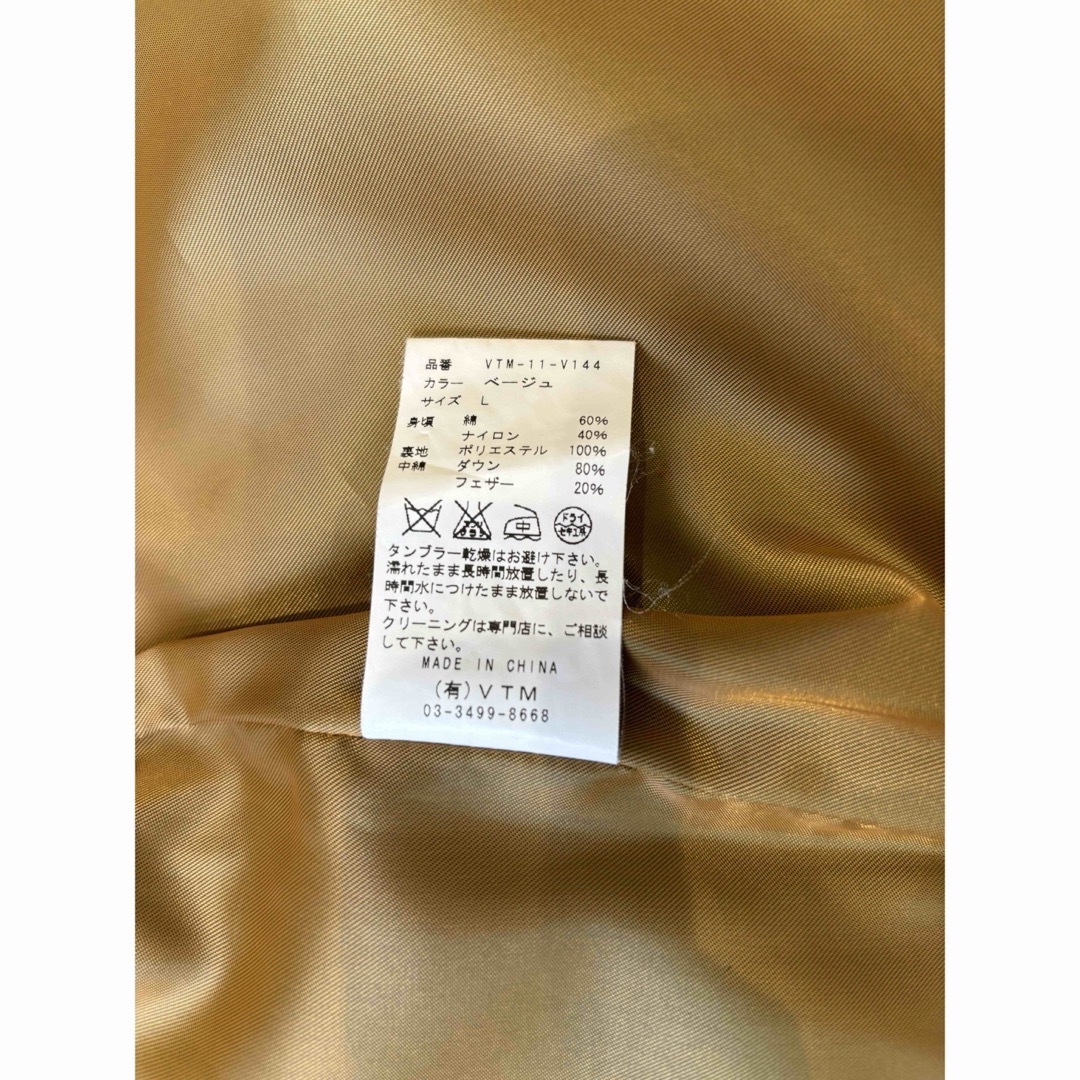 品番 VTM-11-V144
カラー ベージュ
サイズ L
身頃 綿 60%
ナイロン 40%
裏地 ポリエステル 100%
中綿 ダウン 80%
フェザー 20%
中 ドライ セキユ系
タンブラー乾燥はお避け下さい。
濡れたまま長時間放置したり、長
時間水につけたまま放置しないで
下さい。
クリーニングは専門店に、ご相談
して下さい。
MADE IN CHINA
(有)VTM
03-3499-8668